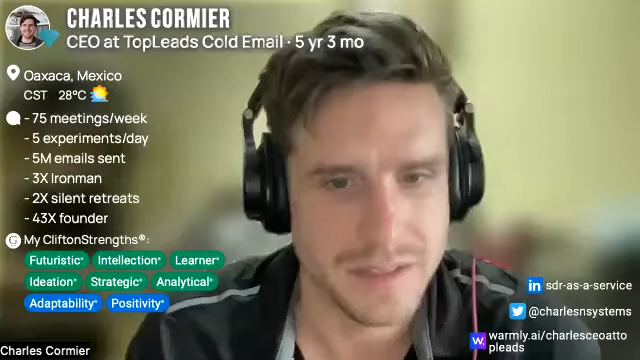 CHARLES CORMIER
CEO at TopLeads Cold Email · 5 yr 3 mo
Oaxaca, Mexico
CST 28°C
- 75 meetings/week
- 5 experiments/day
- 5M emails sent
- 3X Ironman
- 2X silent retreats
- 43X founder
G My CliftonStrengths®:
Futuristic® Intellection® Learner®
Ideation® Strategic® Analytical®
Adaptability® Positivity®
in sdr-as-a-service
@charlesnsystems
W warmly.ai/charlesceoatto
pleads
Charles Cormier